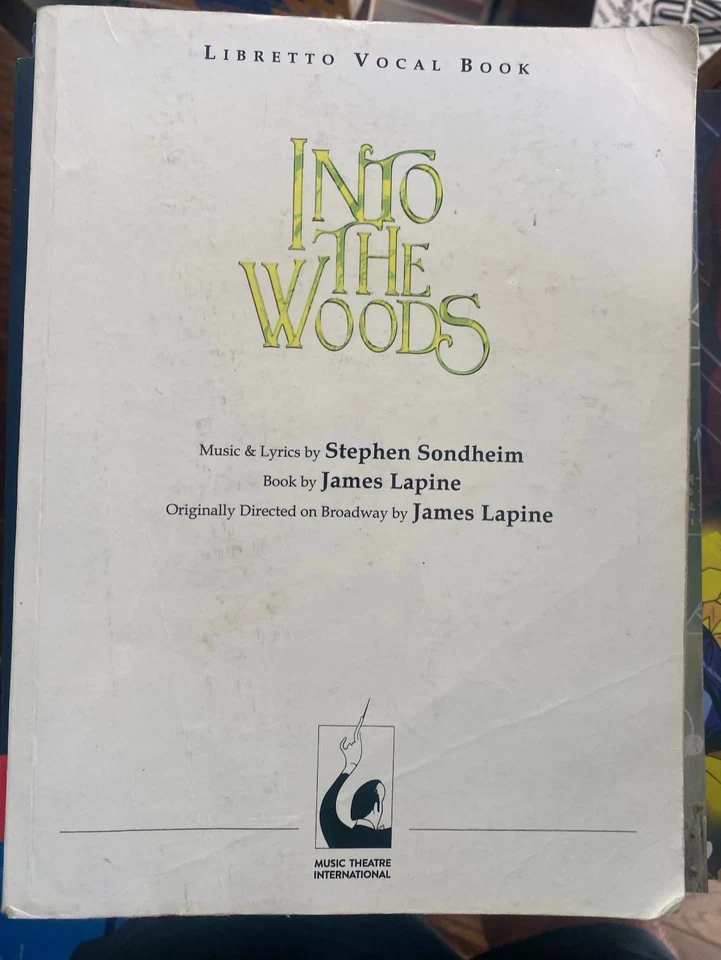 LIBRETTO VOCAL BOOK
INTO
THE
WOODS
Music & Lyrics by Stephen Sondheim
Book by James Lapine
Originally Directed on Broadway by James Lapine
MUSIC THEATRE
INTERNATIONAL